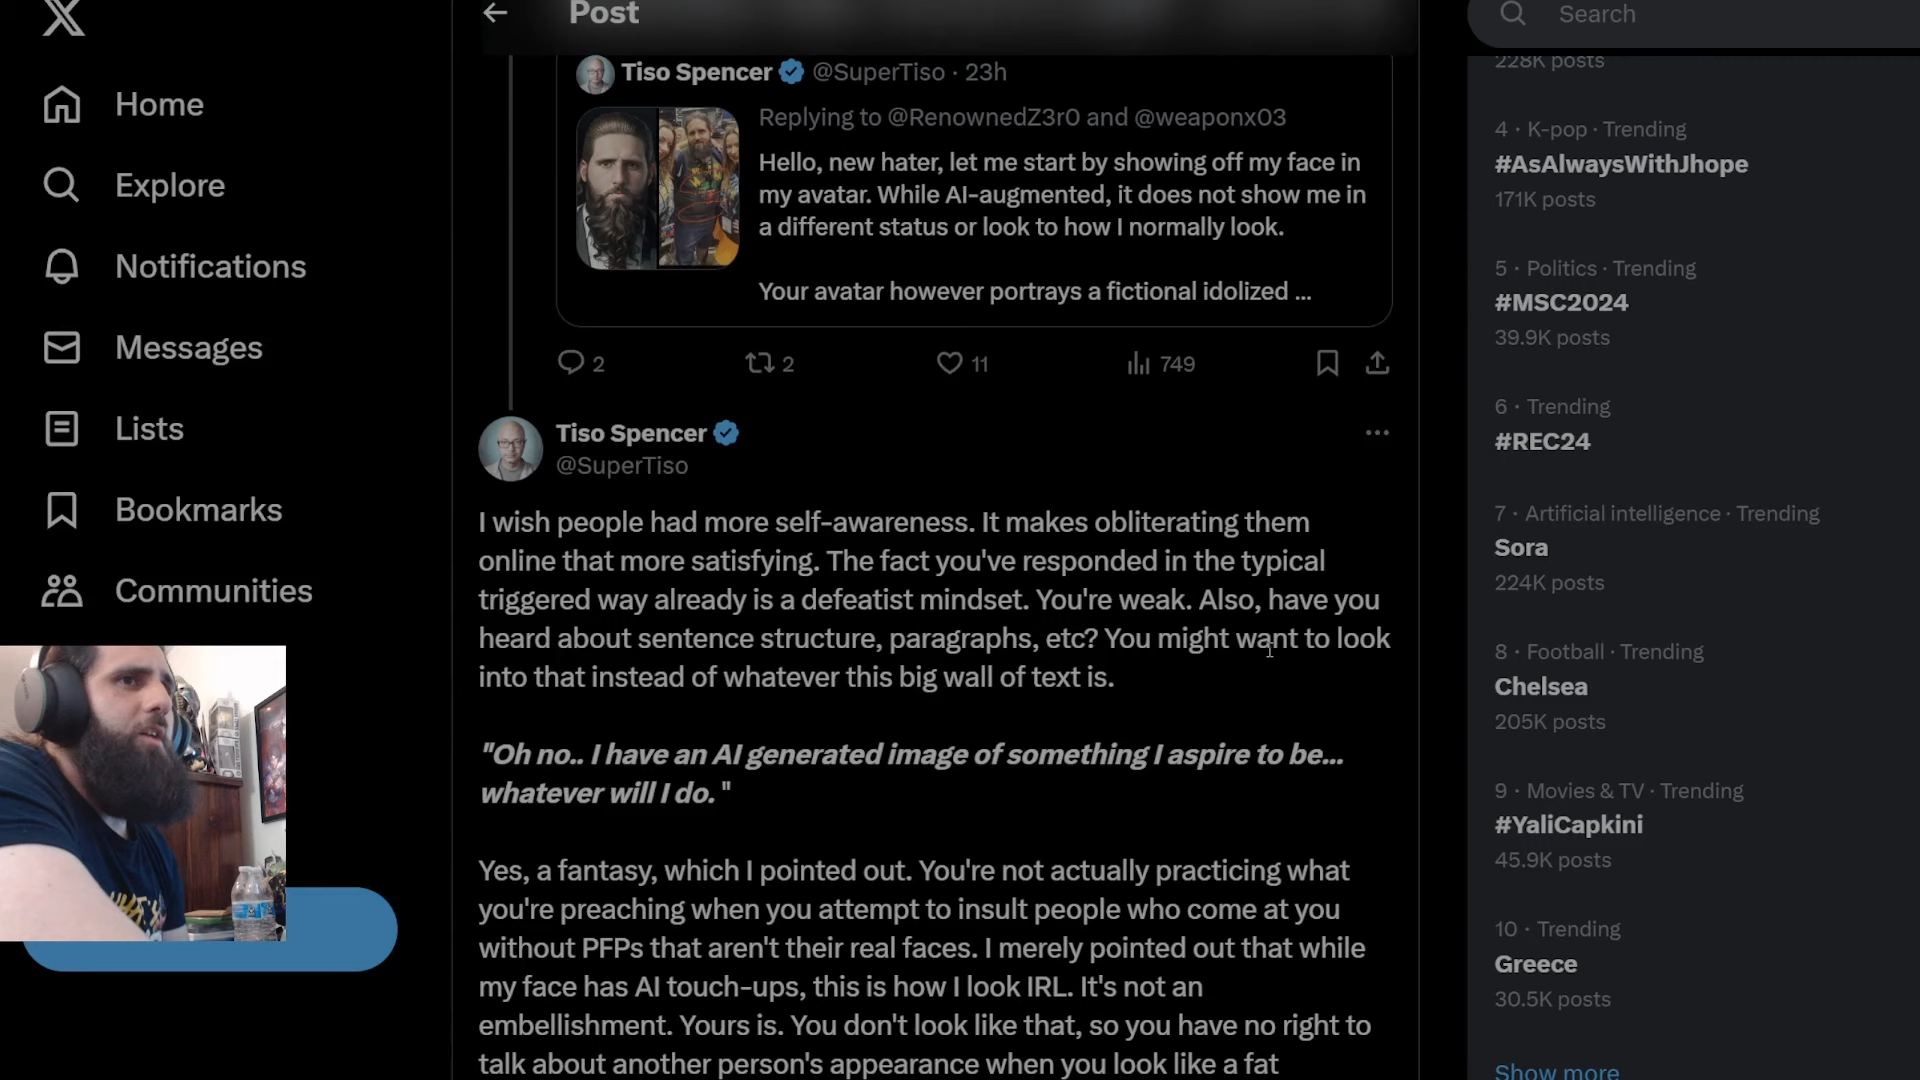 Post
Search
Home
Explore
Notifications
Messages
Lists
Bookmarks
Communities
Tiso Spencer @SuperTiso · 23h
Replying to @RenownedZ3r0 and @weaponx03
Hello, new hater, let me start by showing off my face in
my avatar. While AI-augmented, it does not show me in
a different status or look to how I normally look.
Your avatar however portrays a fictional idolized ...
2
2
11
749
Tiso Spencer
@SuperTiso
I wish people had more self-awareness. It makes obliterating them
online that more satisfying. The fact you've responded in the typical
triggered way already is a defeatist mindset. You're weak. Also, have you
heard about sentence structure, paragraphs, etc? You might want to look
into that instead of whatever this big wall of text is.
"Oh no.. I have an AI generated image of something I aspire to be...
whatever will I do. "
Yes, a fantasy, which I pointed out. You're not actually practicing what
you're preaching when you attempt to insult people who come at you
without PFPs that aren't their real faces. I merely pointed out that while
my face has AI touch-ups, this is how I look IRL. It's not an
embellishment. Yours is. You don't look like that, so you have no right to
talk about another person's appearance when you look like a fat
228K posts
4 · K-pop · Trending
#AsAlwaysWithJhope
171K posts
5 · Politics · Trending
#MSC2024
39.9K posts
6 · Trending
#REC24
7 · Artificial intelligence · Trending
Sora
224K posts
8 · Football · Trending
Chelsea
205K posts
9 · Movies & TV · Trending
#YaliCapkini
45.9K posts
10 · Trending
Greece
30.5K posts
Show more